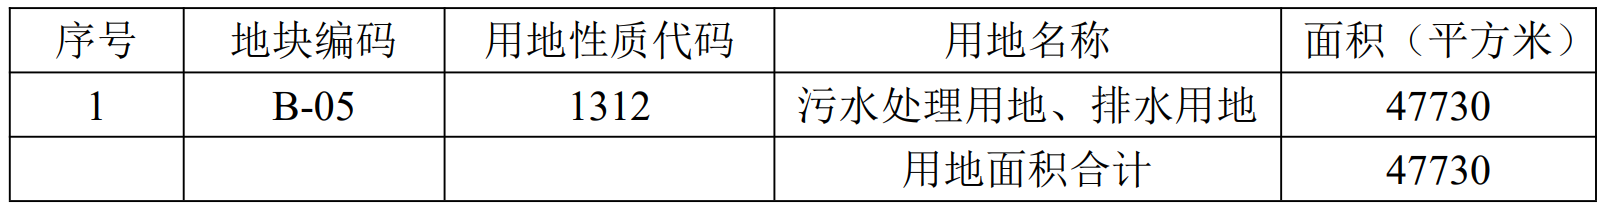 序号 地块编码 用地性质代码 用地名称 面积（平方米）
1 B-05 1312 污水处理用地、排水用地 47730
用地面积合计 47730